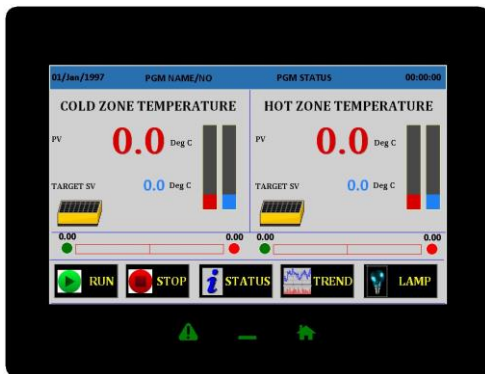 01/Jan/1997 PGM NAME/NO PGM STATUS 00:00:00
COLD ZONE TEMPERATURE HOT ZONE TEMPERATURE
PV 0.0 Deg C PV 0.0 Deg C
TARGET SV 0.0 Deg C TARGET SV 0.0 Deg C
0.00 0.00 0.00 0.00
RUN STOP i STATUS TREND LAMP